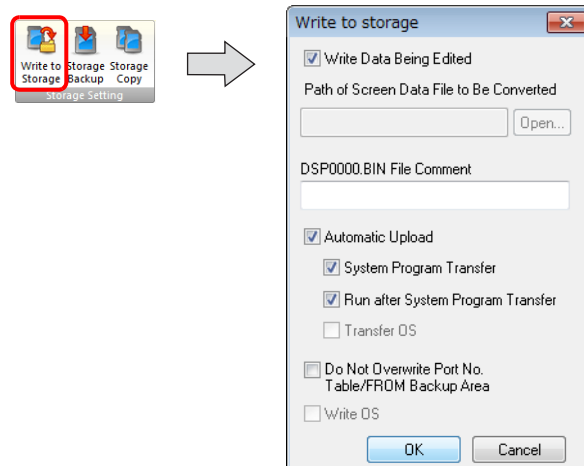 Write to Storage Storage
Storage Backup Copy
Storage Setting
Write to storage
Write Data Being Edited
Path of Screen Data File to Be Converted
Open...
DSP0000.BIN File Comment
Automatic Upload
System Program Transfer
Run after System Program Transfer
Transfer OS
Do Not Overwrite Port No.
Table/FROM Backup Area
Write OS
OK Cancel